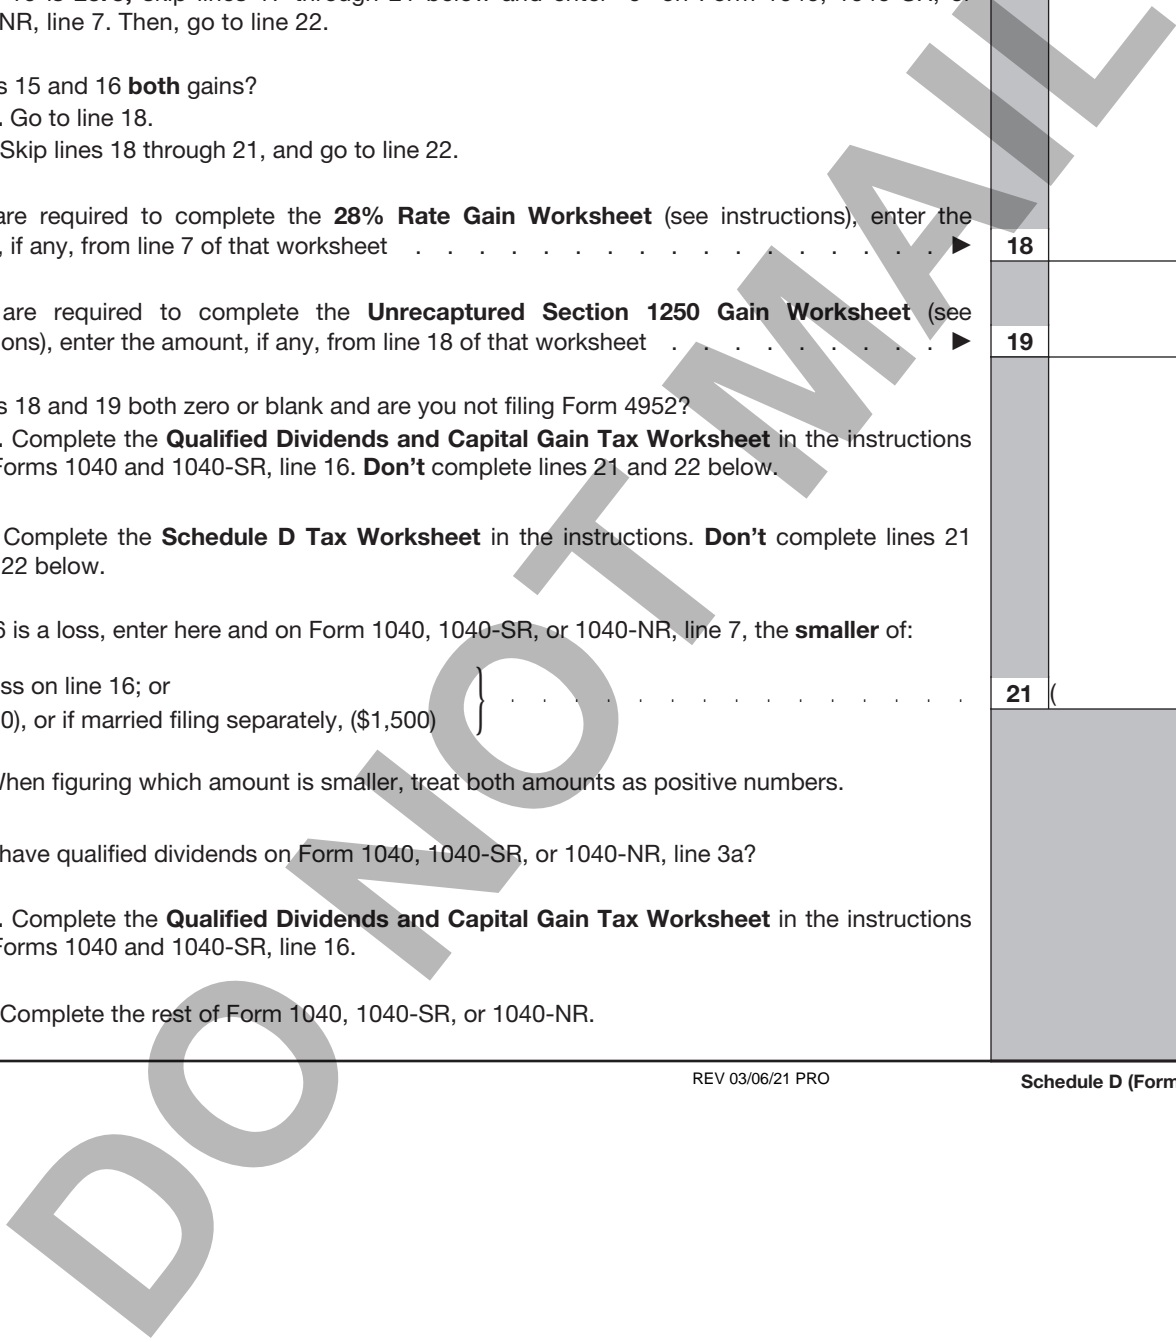 NR, line 7. Then, go to line 22.
s 15 and 16 both gains?
. Go to line 18.
Skip lines 18 through 21, and go to line 22.
are required to complete the 28% Rate Gain Worksheet (see instructions), enter the
, if any, from line 7 of that worksheet . . . . . . . . . . . . . . . . . ▶ 18
are required to complete the Unrecaptured Section 1250 Gain Worksheet (see
ons), enter the amount, if any, from line 18 of that worksheet . . . . . . . . . ▶ 19
s 18 and 19 both zero or blank and are you not filing Form 4952?
. Complete the Qualified Dividends and Capital Gain Tax Worksheet in the instructions
Forms 1040 and 1040-SR, line 16. Don't complete lines 21 and 22 below.
Complete the Schedule D Tax Worksheet in the instructions. Don't complete lines 21
22 below.
6 is a loss, enter here and on Form 1040, 1040-SR, or 1040-NR, line 7, the smaller of:
ss on line 16; or
0), or if married filing separately, ($1,500) } . . . . . . . . . . . . . . . 21 (
When figuring which amount is smaller, treat both amounts as positive numbers.
have qualified dividends on Form 1040, 1040-SR, or 1040-NR, line 3a?
. Complete the Qualified Dividends and Capital Gain Tax Worksheet in the instructions
Forms 1040 and 1040-SR, line 16.
Complete the rest of Form 1040, 1040-SR, or 1040-NR.
REV 03/06/21 PRO Schedule D (Form
DO NOT MAIL